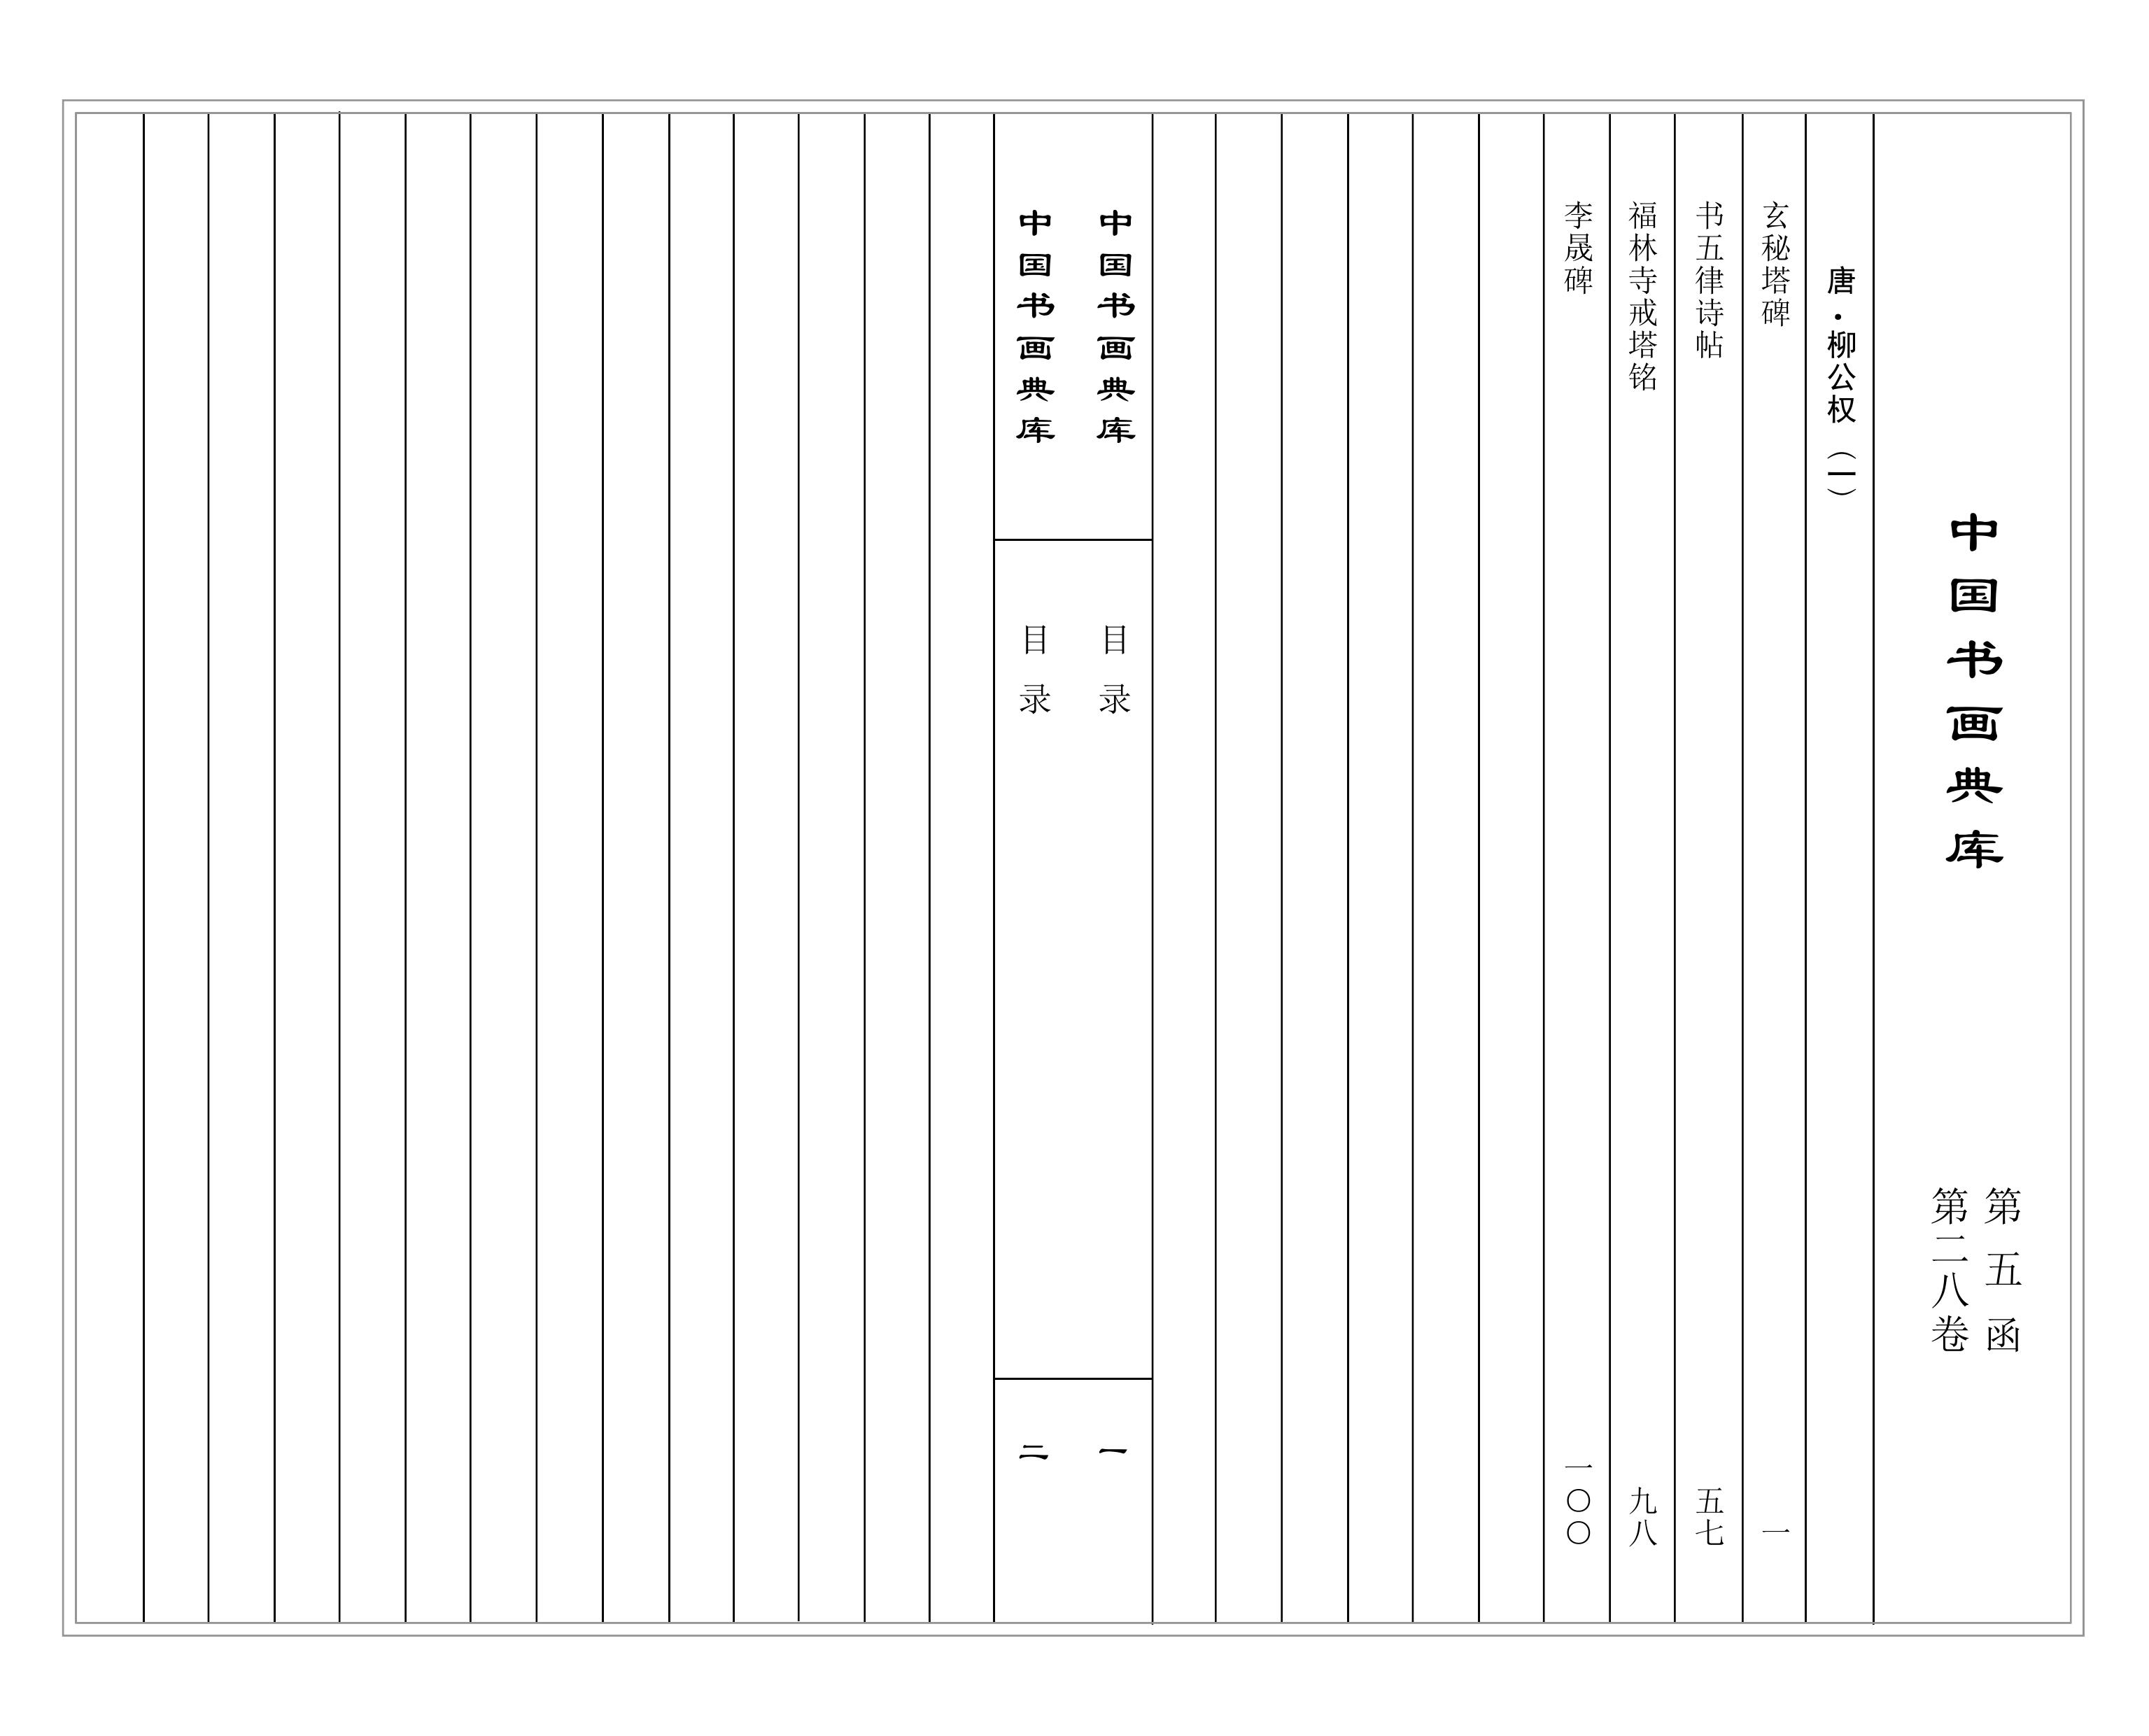 中国书画典库
第五函
第二八卷
唐·柳公权（一）
玄秘塔碑 一
书五律诗帖 五七
福林寺戒塔铭 九八
李晟碑 一〇〇
中国书画典库 目录 一
中国书画典库 目录 二